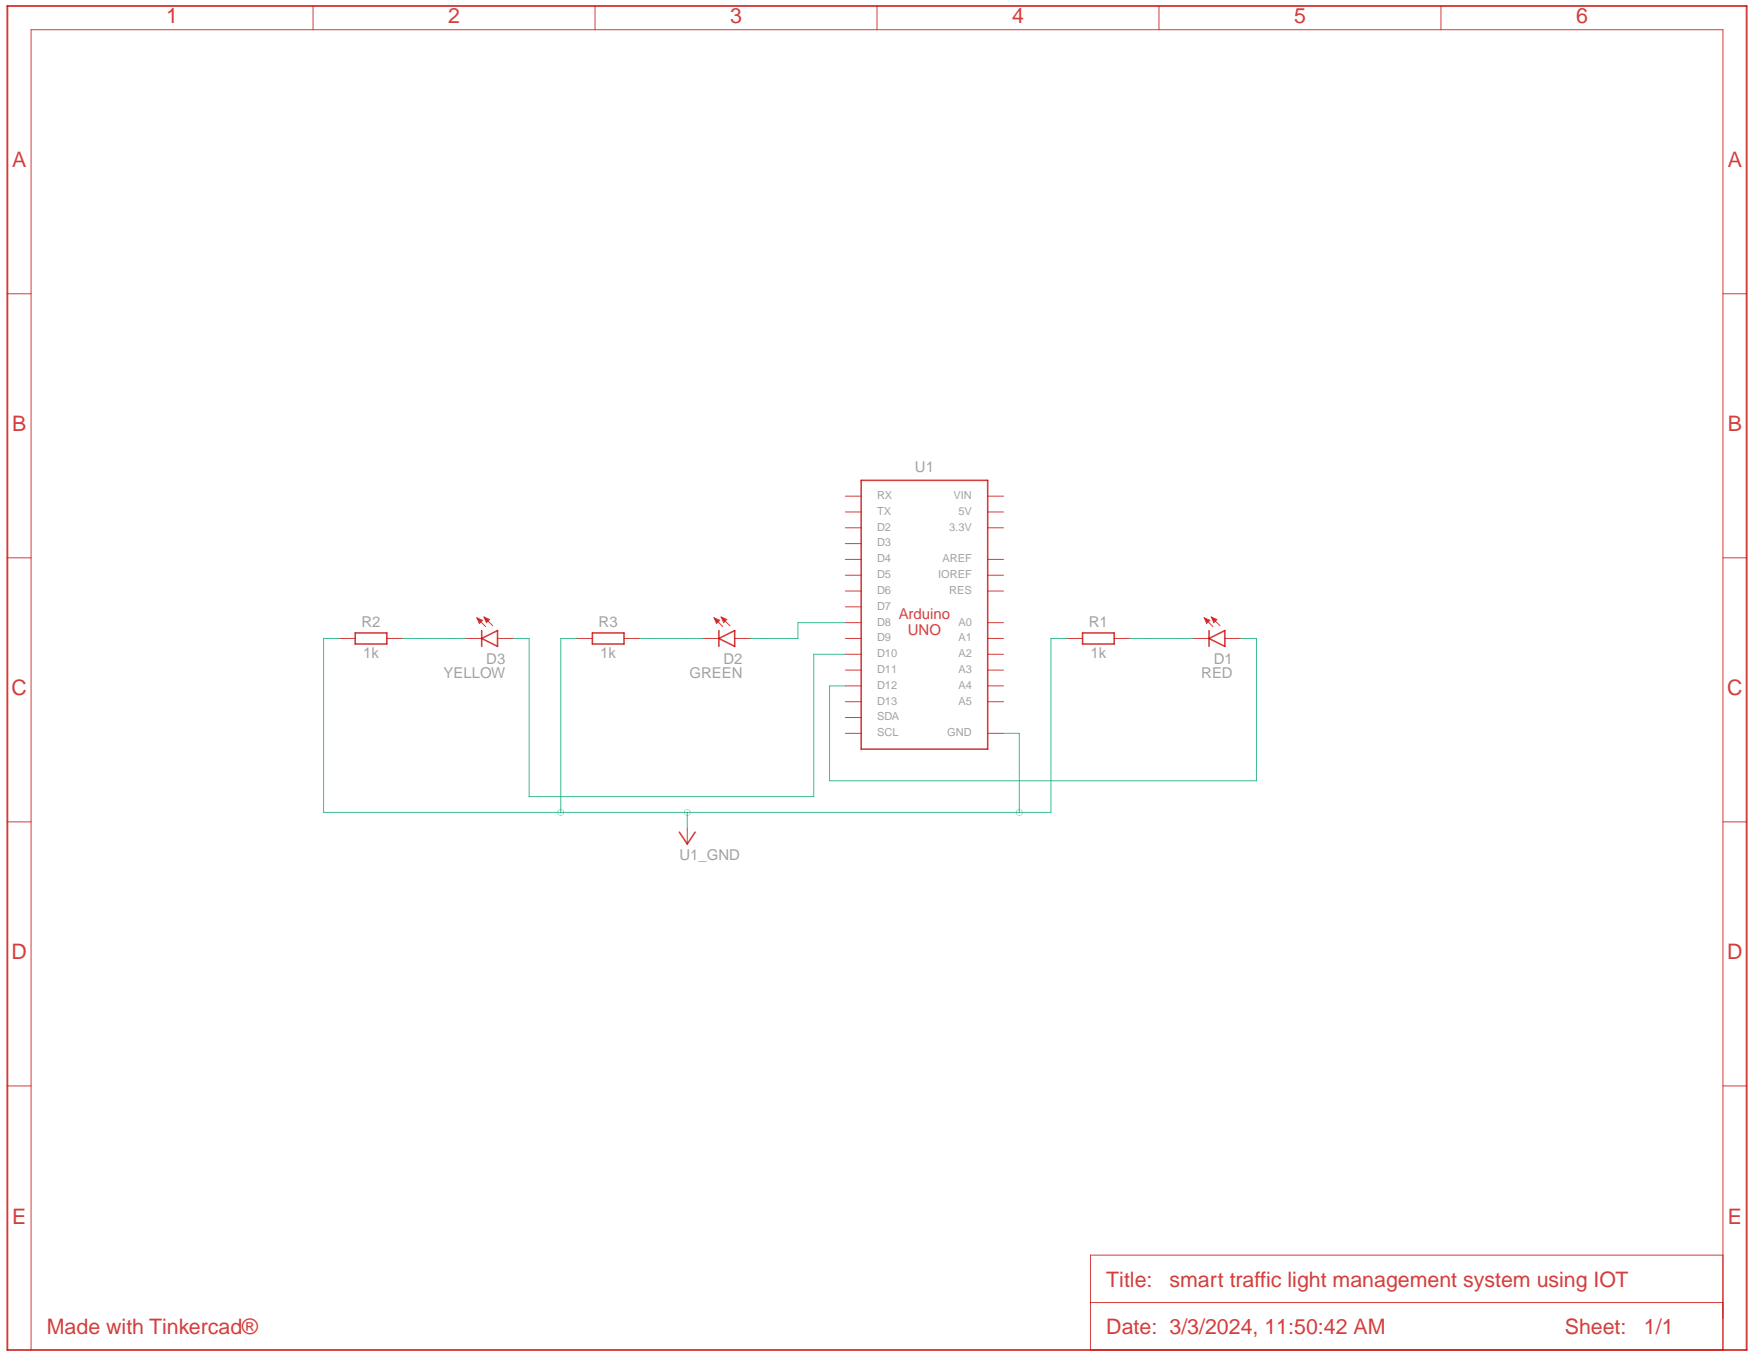 1 2 3 4 5 6
A A
B B
U1
RX VIN
TX 5V
D2 3.3V
D3
D4 AREF
D5 IOREF
D6 RES
D7
Arduino
UNO
D8 A0
D9 A1
D10 A2
D11 A3
D12 A4
D13 A5
SDA
SCL GND
R2
1k
D3
YELLOW
R3
1k
D2
GREEN
R1
1k
D1
RED
C C
U1_GND
D D
E E
Title: smart traffic light management system using IOT
Made with Tinkercad®
Date: 3/3/2024, 11:50:42 AM Sheet: 1/1